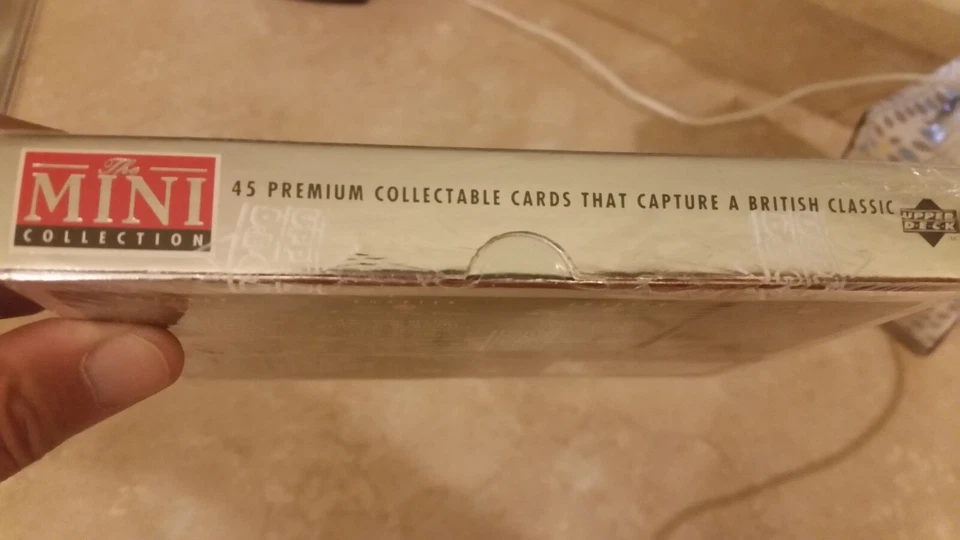 The
MINI
COLLECTION
45 PREMIUM COLLECTABLE CARDS THAT CAPTURE A BRITISH CLASSIC
UPPER
DECK